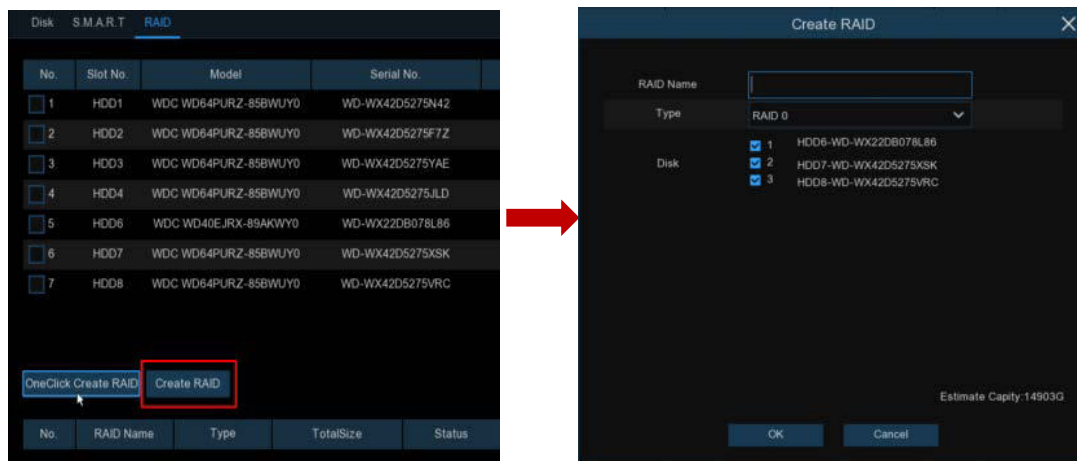 Disk S.M.A.R.T RAID
No. Slot No. Model Serial No.
1 HDD1 WDC WD64PURZ-85BWUY0 WD-WX42D5275N42
2 HDD2 WDC WD64PURZ-85BWUY0 WD-WX42D5275F7Z
3 HDD3 WDC WD64PURZ-85BWUY0 WD-WX42D5275YAE
4 HDD4 WDC WD64PURZ-85BWUY0 WD-WX42D5275JLD
5 HDD6 WDC WD40EJRX-89AKWY0 WD-WX22DB078L86
6 HDD7 WDC WD64PURZ-85BWUY0 WD-WX42D5275XSK
7 HDD8 WDC WD64PURZ-85BWUY0 WD-WX42D5275VRC
OneClick Create RAID Create RAID
No. RAID Name Type TotalSize Status
Create RAID
RAID Name
Type RAID 0
Disk
1 HDD6-WD-WX22DB078L86
2 HDD7-WD-WX42D5275XSK
3 HDD8-WD-WX42D5275VRC
Estimate Capity:14903G
OK Cancel